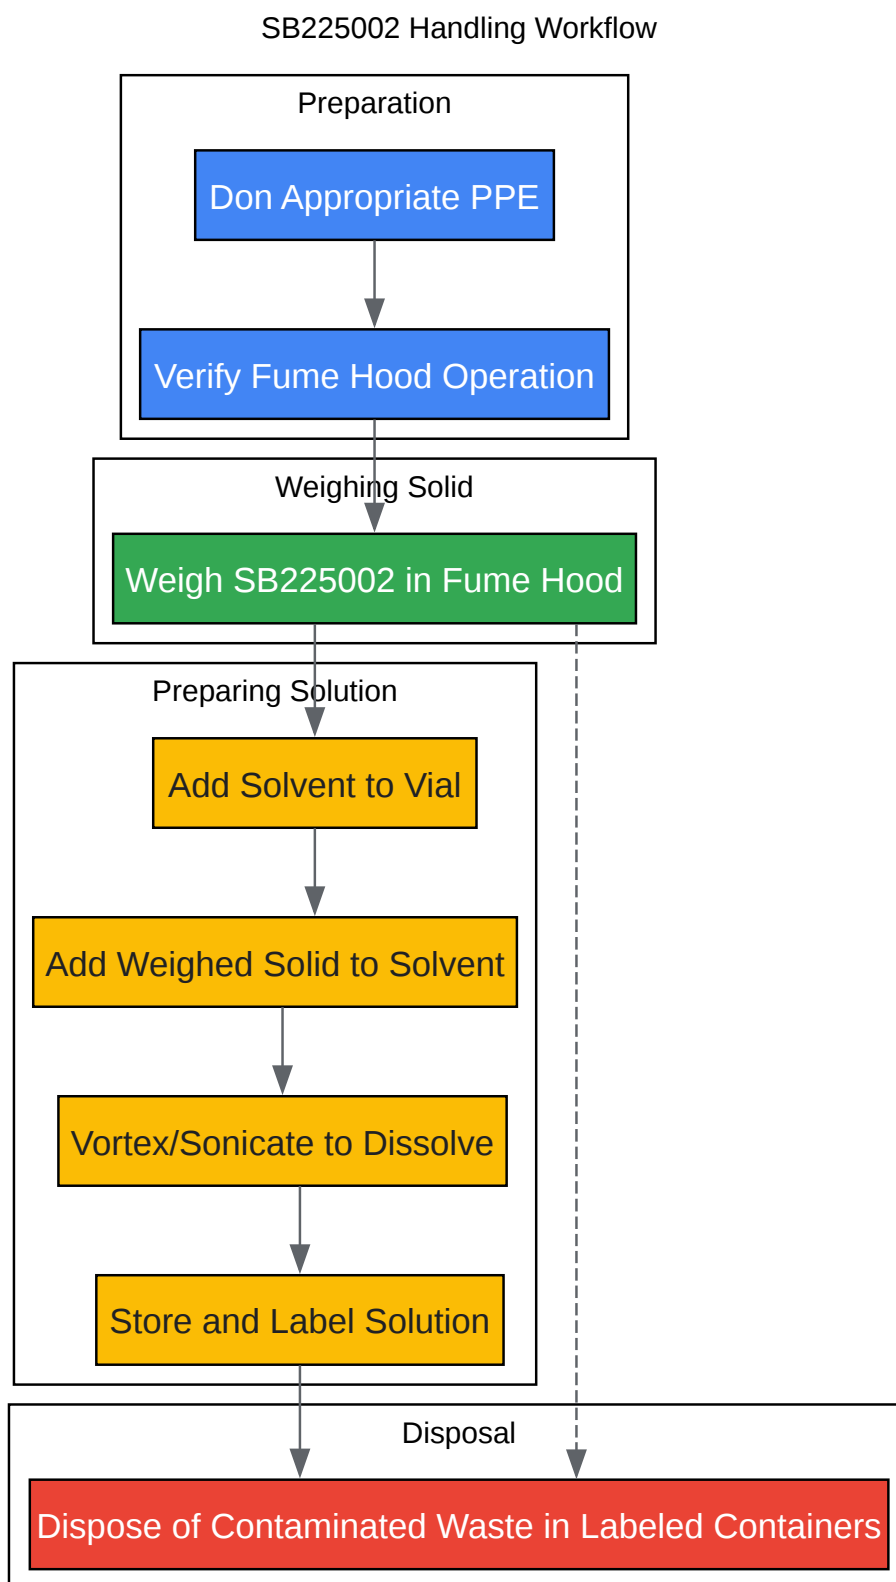 SB225002 Handling Workflow
Preparation
Don Appropriate PPE
Verify Fume Hood Operation
Weighing Solid
Weigh SB225002 in Fume Hood
Preparing Solution
Add Solvent to Vial
Add Weighed Solid to Solvent
Vortex/Sonicate to Dissolve
Store and Label Solution
Disposal
Dispose of Contaminated Waste in Labeled Containers